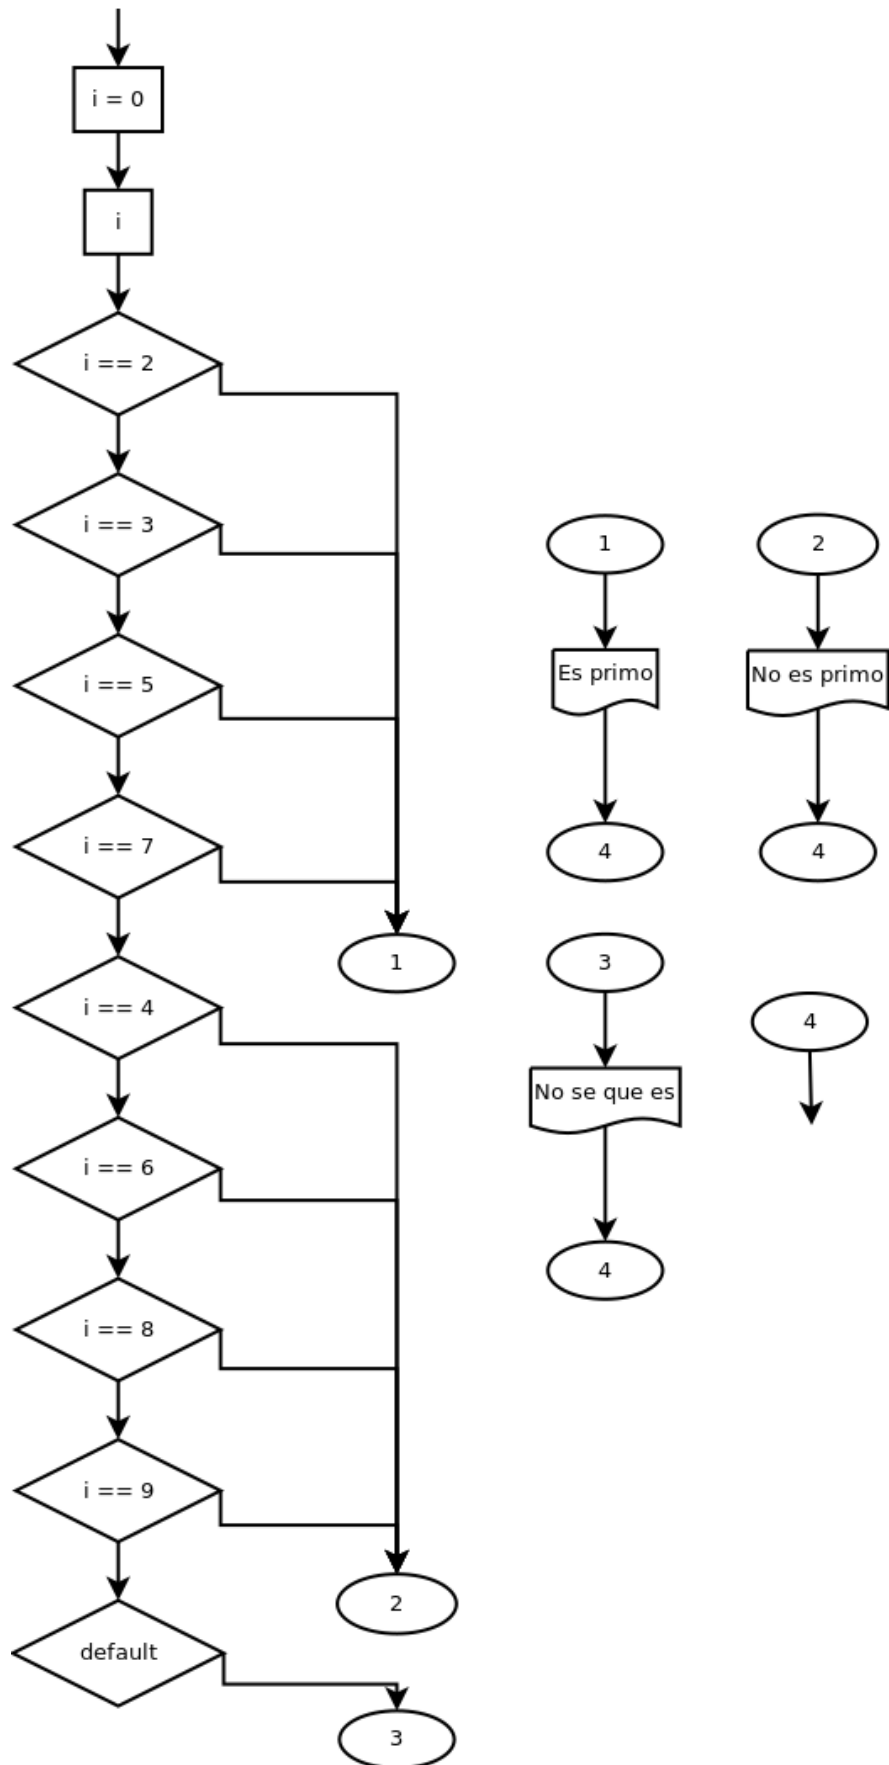 i = 0
i
i == 2
i == 3
i == 5
i == 7
1
i == 4
i == 6
i == 8
i == 9
2
default
3
1
Es primo
4
2
No es primo
4
3
No se que es
4
4